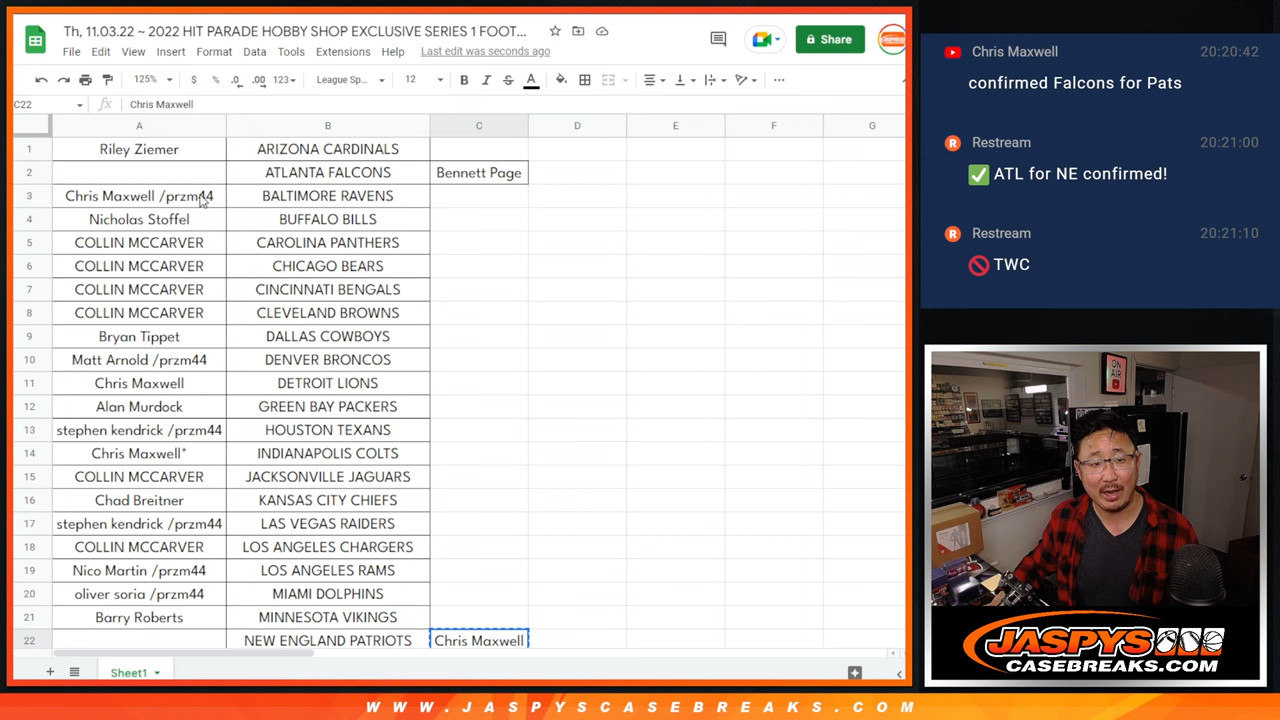 Th, 11.03.22 ~ 2022 HIT PARADE HOBBY SHOP EXCLUSIVE SERIES 1 FOOT...
File Edit View Insert Format Data Tools Extensions Help Last edit was seconds ago
Share
125% $ % .0 .00 123 League Sp... 12 B I S A
C22 fx Chris Maxwell
A B C D E F G
1 Riley Ziemer ARIZONA CARDINALS
2 ATLANTA FALCONS Bennett Page
3 Chris Maxwell /przm44 BALTIMORE RAVENS
4 Nicholas Stoffel BUFFALO BILLS
5 COLLIN MCCARVER CAROLINA PANTHERS
6 COLLIN MCCARVER CHICAGO BEARS
7 COLLIN MCCARVER CINCINNATI BENGALS
8 COLLIN MCCARVER CLEVELAND BROWNS
9 Bryan Tippet DALLAS COWBOYS
10 Matt Arnold /przm44 DENVER BRONCOS
11 Chris Maxwell DETROIT LIONS
12 Alan Murdock GREEN BAY PACKERS
13 stephen kendrick /przm44 HOUSTON TEXANS
14 Chris Maxwell* INDIANAPOLIS COLTS
15 COLLIN MCCARVER JACKSONVILLE JAGUARS
16 Chad Breitner KANSAS CITY CHIEFS
17 stephen kendrick /przm44 LAS VEGAS RAIDERS
18 COLLIN MCCARVER LOS ANGELES CHARGERS
19 Nico Martin /przm44 LOS ANGELES RAMS
20 oliver soria /przm44 MIAMI DOLPHINS
21 Barry Roberts MINNESOTA VIKINGS
22 NEW ENGLAND PATRIOTS Chris Maxwell
Sheet1
Chris Maxwell 20:20:42
confirmed Falcons for Pats
Restream 20:21:00
✅ ATL for NE confirmed!
Restream 20:21:10
🚫 TWC
ON AIR
JASPYS
CASEBREAKS.COM
WWW.JASPYSCASEBREAKS.COM